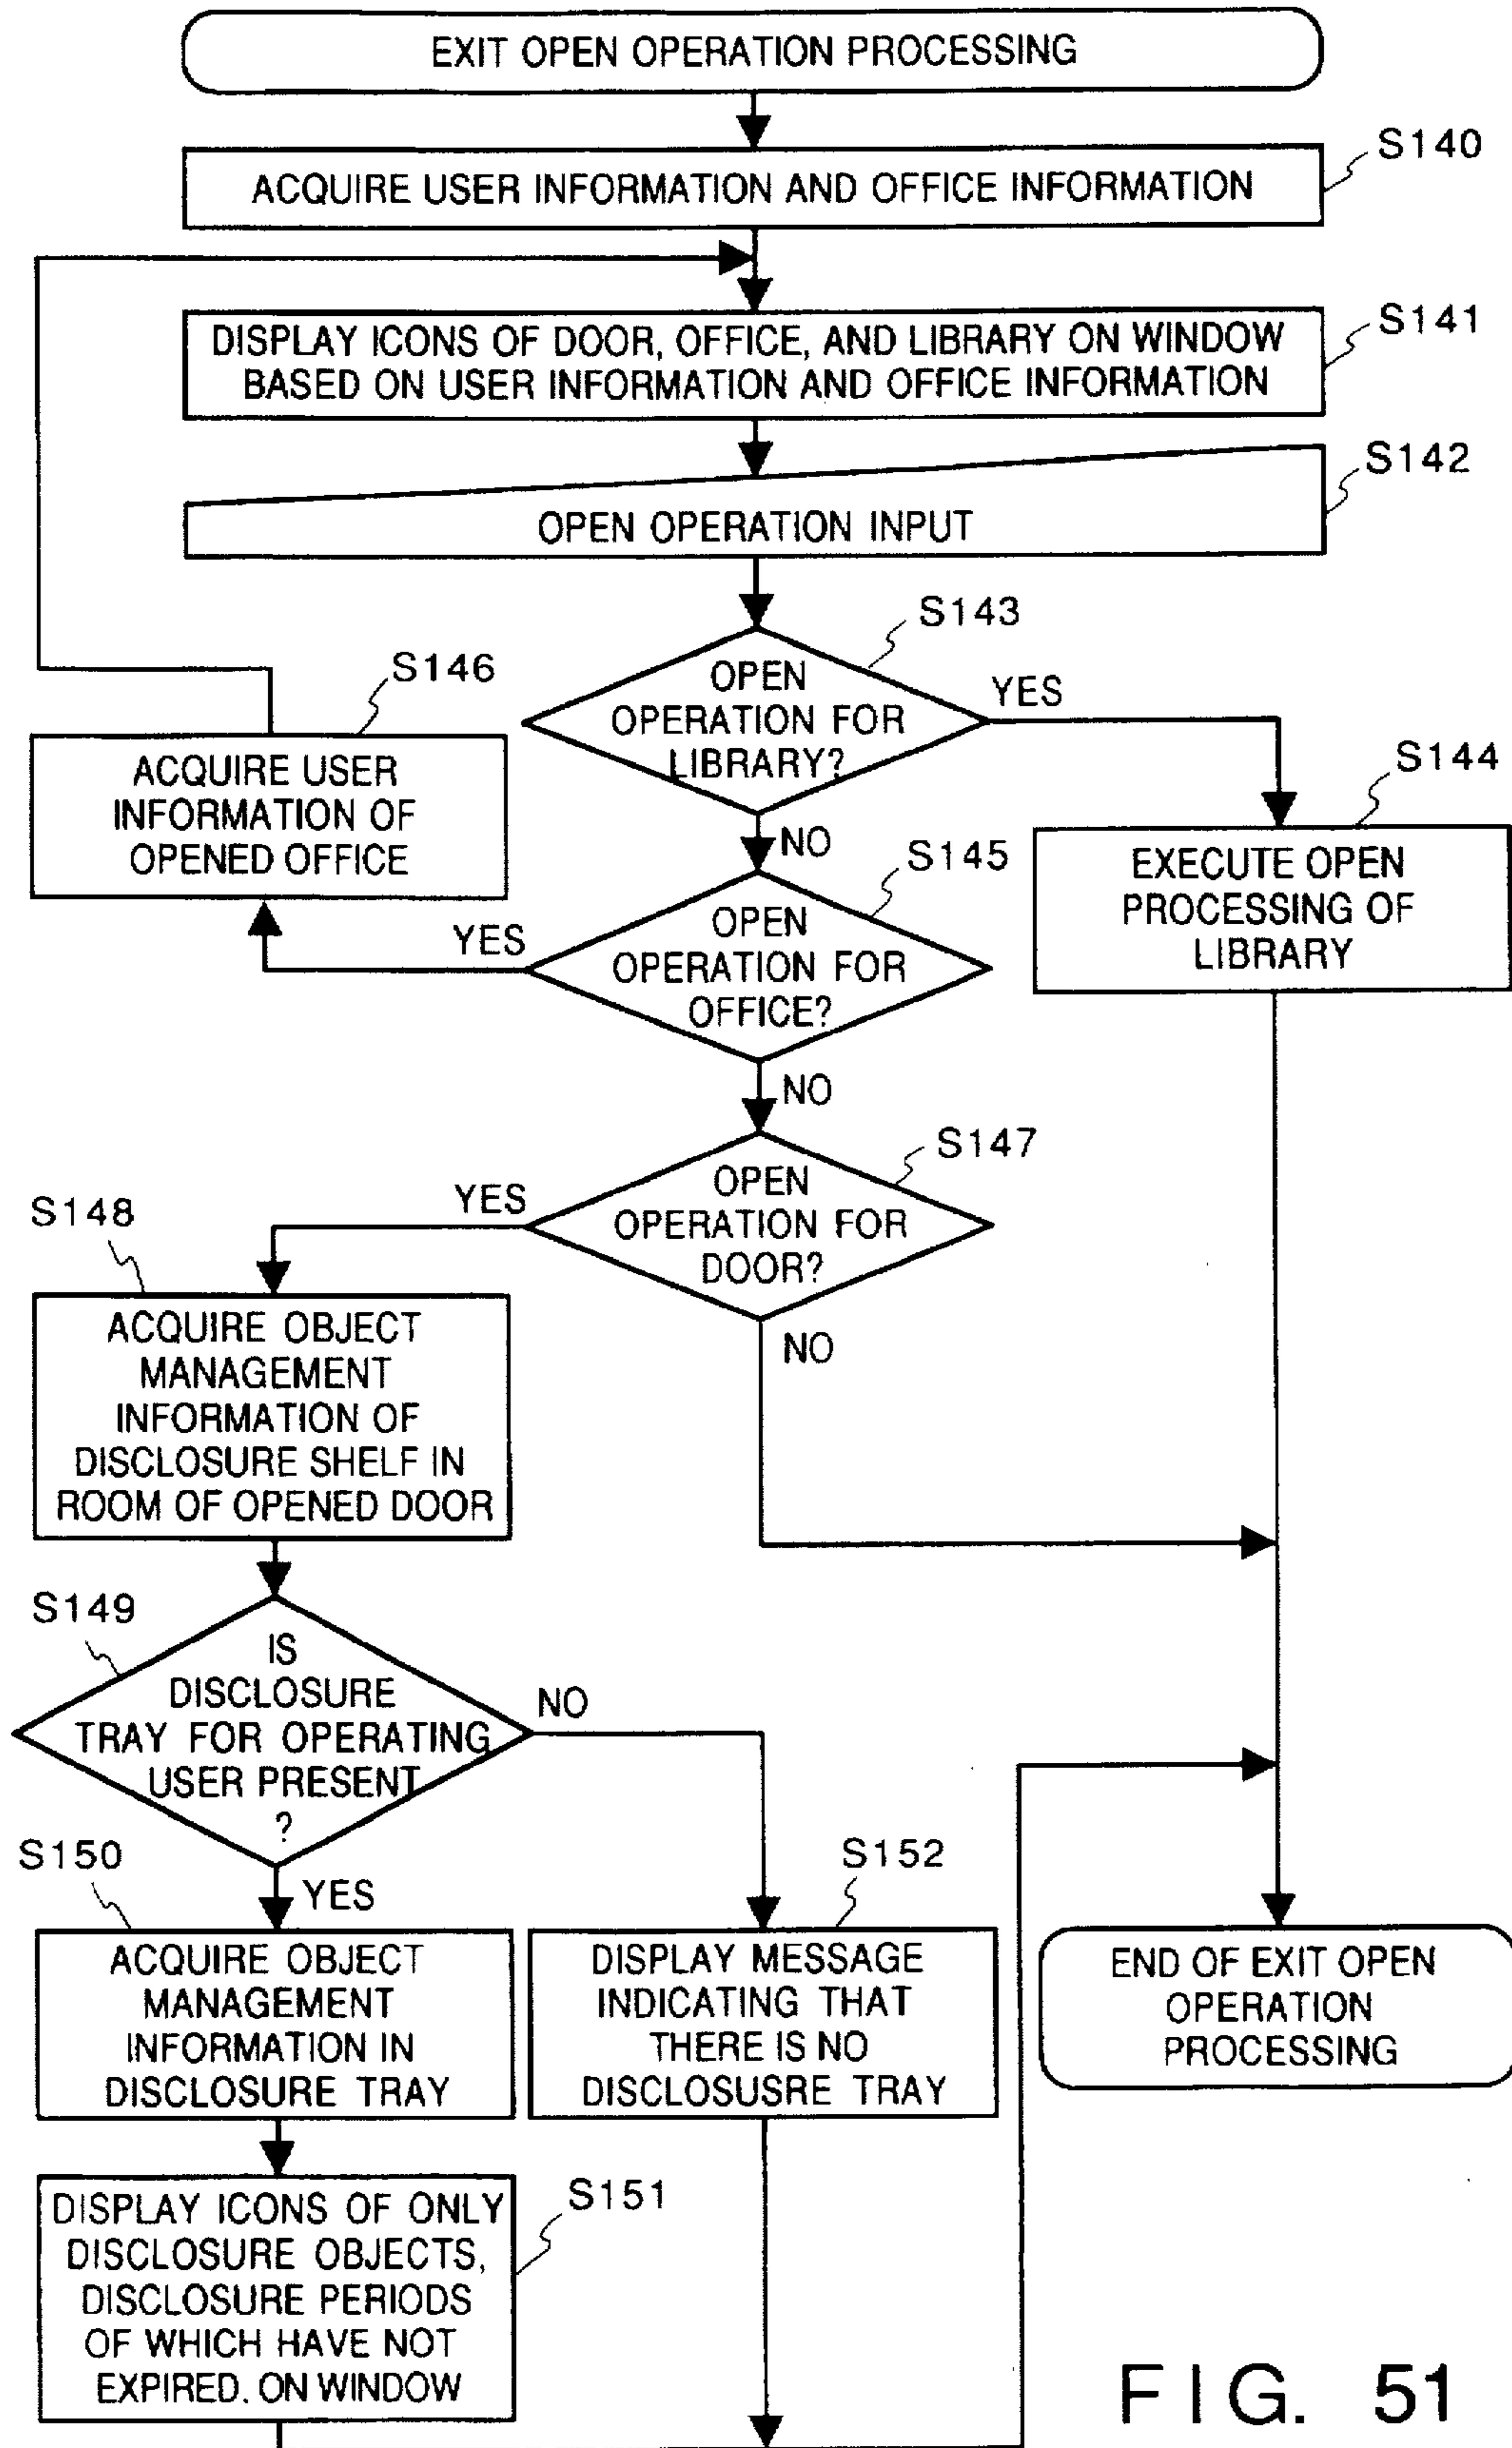 EXIT OPEN OPERATION PROCESSING
S140
ACQUIRE USER INFORMATION AND OFFICE INFORMATION
S141
DISPLAY ICONS OF DOOR, OFFICE, AND LIBRARY ON WINDOW
BASED ON USER INFORMATION AND OFFICE INFORMATION
S142
OPEN OPERATION INPUT
S143
OPEN
OPERATION FOR
LIBRARY?
YES
NO
S144
EXECUTE OPEN
PROCESSING OF
LIBRARY
S145
OPEN
OPERATION FOR
OFFICE?
YES
NO
S146
ACQUIRE USER
INFORMATION OF
OPENED OFFICE
S147
OPEN
OPERATION FOR
DOOR?
YES
NO
S148
ACQUIRE OBJECT
MANAGEMENT
INFORMATION OF
DISCLOSURE SHELF IN
ROOM OF OPENED DOOR
S149
IS
DISCLOSURE
TRAY FOR OPERATING
USER PRESENT
?
NO
YES
S150
ACQUIRE OBJECT
MANAGEMENT
INFORMATION IN
DISCLOSURE TRAY
S152
DISPLAY MESSAGE
INDICATING THAT
THERE IS NO
DISCLOSUSRE TRAY
END OF EXIT OPEN
OPERATION
PROCESSING
S151
DISPLAY ICONS OF ONLY
DISCLOSURE OBJECTS,
DISCLOSURE PERIODS
OF WHICH HAVE NOT
EXPIRED. ON WINDOW
FIG. 51